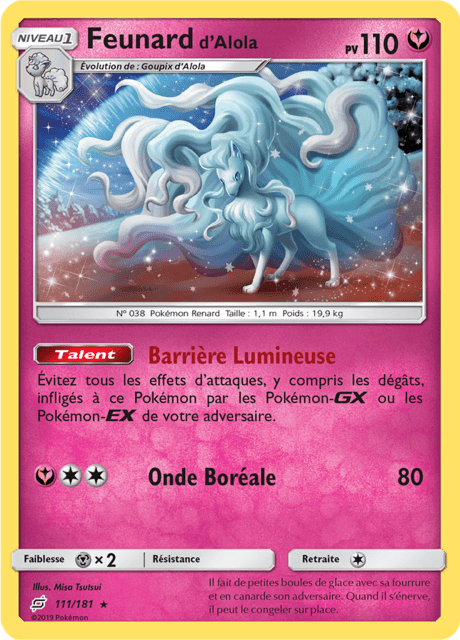 NIVEAU 1
Feunard d'Alola
PV 110
Évolution de : Goupix d'Alola
N° 038 Pokémon Renard Taille : 1,1 m Poids : 19,9 kg
Talent Barrière Lumineuse
Évitez tous les effets d'attaques, y compris les dégâts,
infligés à ce Pokémon par les Pokémon-GX ou les
Pokémon-EX de votre adversaire.
Onde Boréale 80
Faiblesse ×2 Résistance Retraite
Illus. Misa Tsutsui
111/181 ★
©2019 Pokémon
Il fait de petites boules de glace avec sa fourrure
et en canarde son adversaire. Quand il s'énerve,
il peut le congeler sur place.